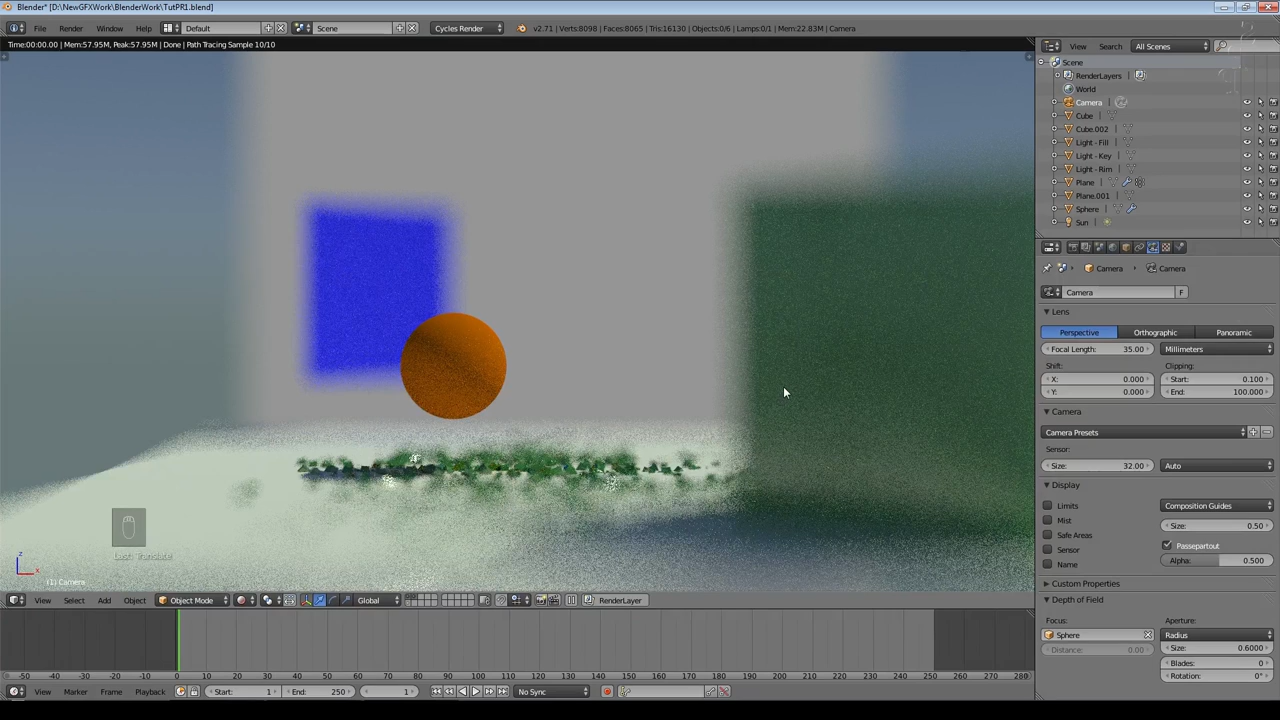 Blender* [D:\NewGFXWork\BlenderWork\TutPR1.blend]
File Render Window Help Default Scene Cycles Render v2.71 | Verts:8098 | Faces:8065 | Tris:16130 | Objects:0/6 | Lamps:0/1 | Mem:22.83M | Camera
View Search All Scenes
Time:00:00.00 | Mem:57.95M, Peak:57.95M | Done | Path Tracing Sample 10/10
Scene
RenderLayers
World
Camera
Cube
Cube.002
Light - Fill
Light - Key
Light - Rim
Plane
Plane.001
Sphere
Sun
Camera Camera
Camera F
Lens
Perspective Orthographic Panoramic
Focal Length: 35.00 Millimeters
Shift: Clipping:
X: 0.000 Start: 0.100
Y: 0.000 End: 100.000
Camera
Camera Presets
Sensor:
Size: 32.00 Auto
Display
Limits Composition Guides
Mist Size: 0.50
Safe Areas
Sensor Passepartout
Name Alpha: 0.500
Custom Properties
Depth of Field
Focus: Aperture:
Sphere Radius
Distance: 0.00 Size: 0.6000
Blades: 0
Rotation: 0°
Last: Translate
z
x
(1) Camera
View Select Add Object Object Mode Global RenderLayer
-50 -40 -30 -20 -10 0 10 20 30 40 50 60 70 80 90 100 110 120 130 140 150 160 170 180 190 200 210 220 230 240 250 260 270 280
View Marker Frame Playback Start: 1 End: 250 1 No Sync